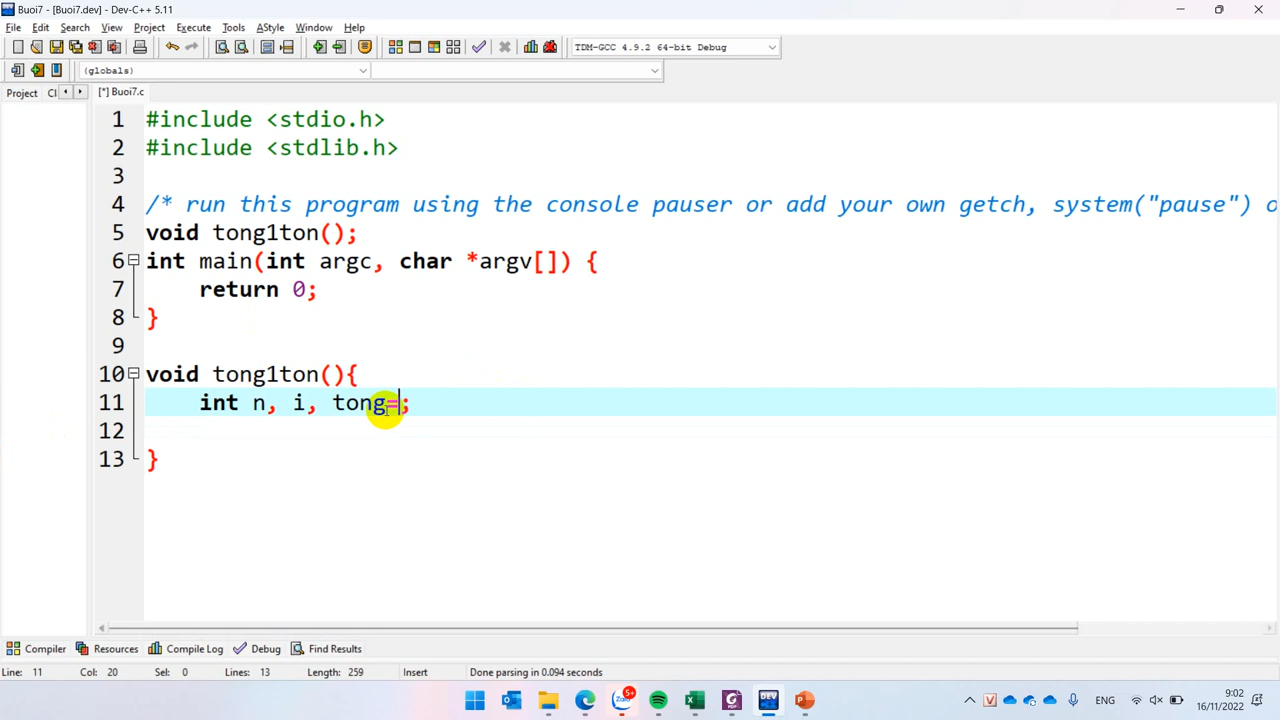 Buoi7 - [Buoi7.dev] - Dev-C++ 5.11
File Edit Search View Project Execute Tools AStyle Window Help
TDM-GCC 4.9.2 64-bit Debug
(globals)
Project Cl [*] Buoi7.c
1 #include <stdio.h>
2 #include <stdlib.h>
3
4 /* run this program using the console pauser or add your own getch, system("pause") o
5 void tong1ton();
6 int main(int argc, char *argv[]) {
7 return 0;
8 }
9
10 void tong1ton(){
11 int n, i, tong=;
12
13 }
Compiler Resources Compile Log Debug Find Results
Line: 11 Col: 20 Sel: 0 Lines: 13 Length: 259 Insert Done parsing in 0.094 seconds
Zalo 5+ DEV ENG 9:02
16/11/2022